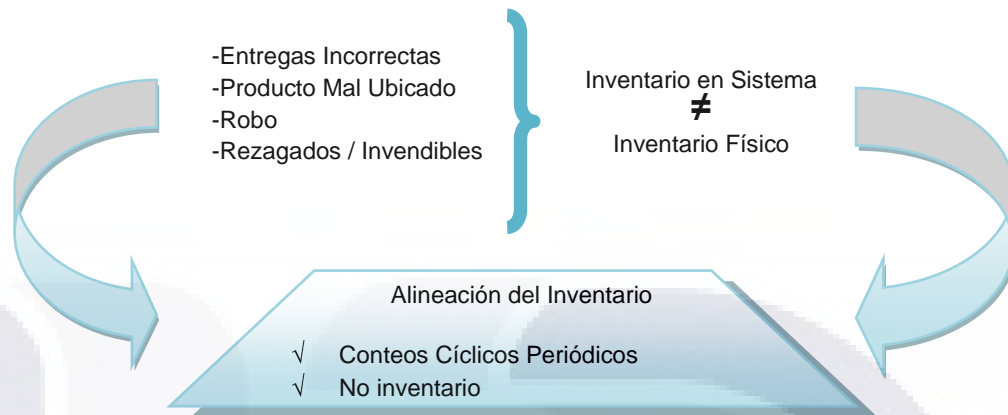 -Entregas Incorrectas
-Producto Mal Ubicado
-Robo
-Rezagados / Invendibles
Inventario en Sistema
≠
Inventario Físico
Alineación del Inventario
√ Conteos Cíclicos Periódicos
√ No inventario